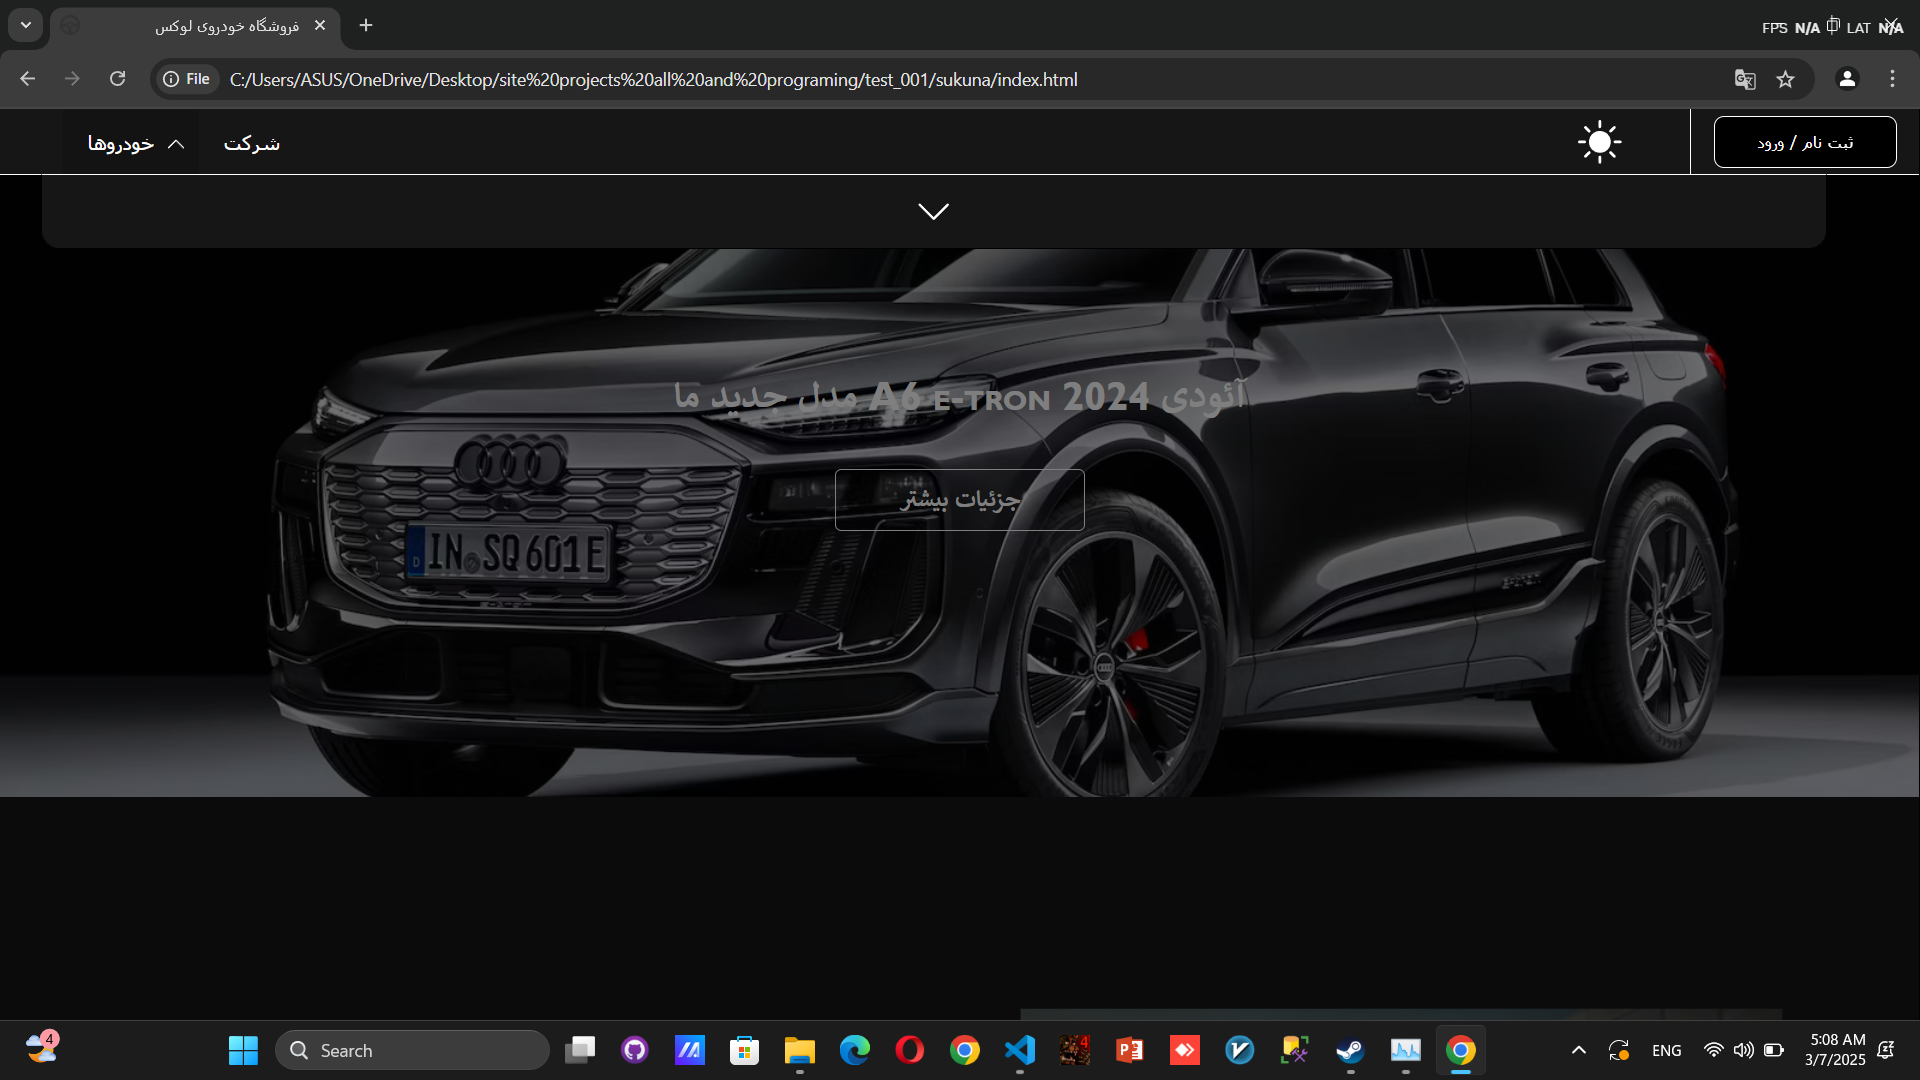 فروشگاه خودروی لوکس
FPS N/A LAT N/A
File C:/Users/ASUS/OneDrive/Desktop/site%20projects%20all%20and%20programing/test_001/sukuna/index.html
خودروها
شرکت
ثبت نام / ورود
آئودی A6 E-TRON 2024 مدل جدید ما
جزئیات بیشتر
IN SQ 601E
D
4
Search
4
ENG
5:08 AM
3/7/2025